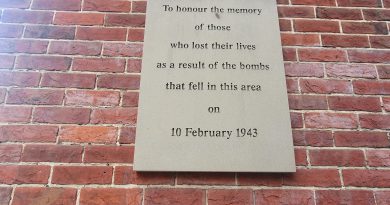 To honour the memory
of those
who lost their lives
as a result of the bombs
that fell in this area
on
10 February 1943